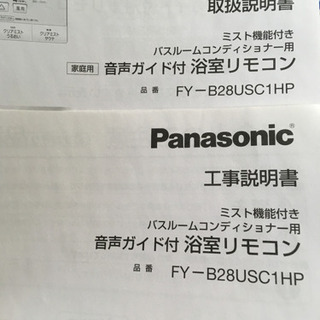 取扱説明書
ミスト機能付き
バスルームコンディショナー用
家庭用 音声ガイド付 浴室リモコン
品番 FY-B28USC1HP
Panasonic®
工事説明書
ミスト機能付き
バスルームコンディショナー用
音声ガイド付 浴室リモコン
品番 FY-B28USC1HP